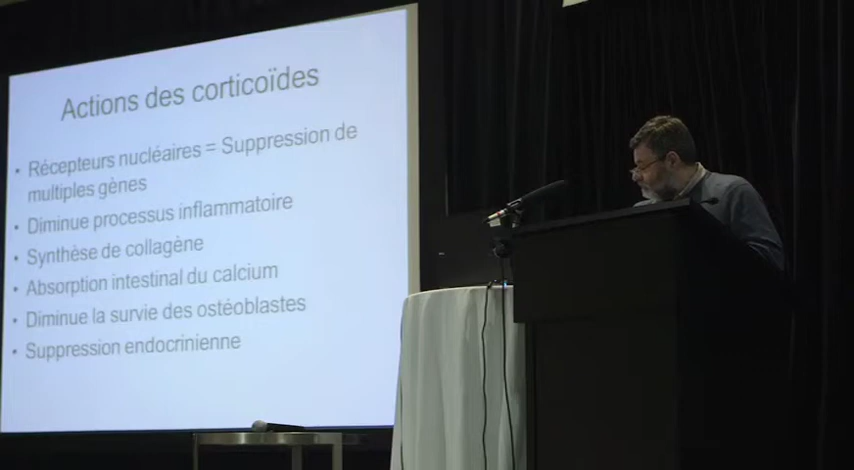 Actions des corticoïdes
• Récepteurs nucléaires = Suppression de
multiples gènes
• Diminue processus inflammatoire
• Synthèse de collagène
• Absorption intestinal du calcium
• Diminue la survie des ostéoblastes
• Suppression endocrinienne